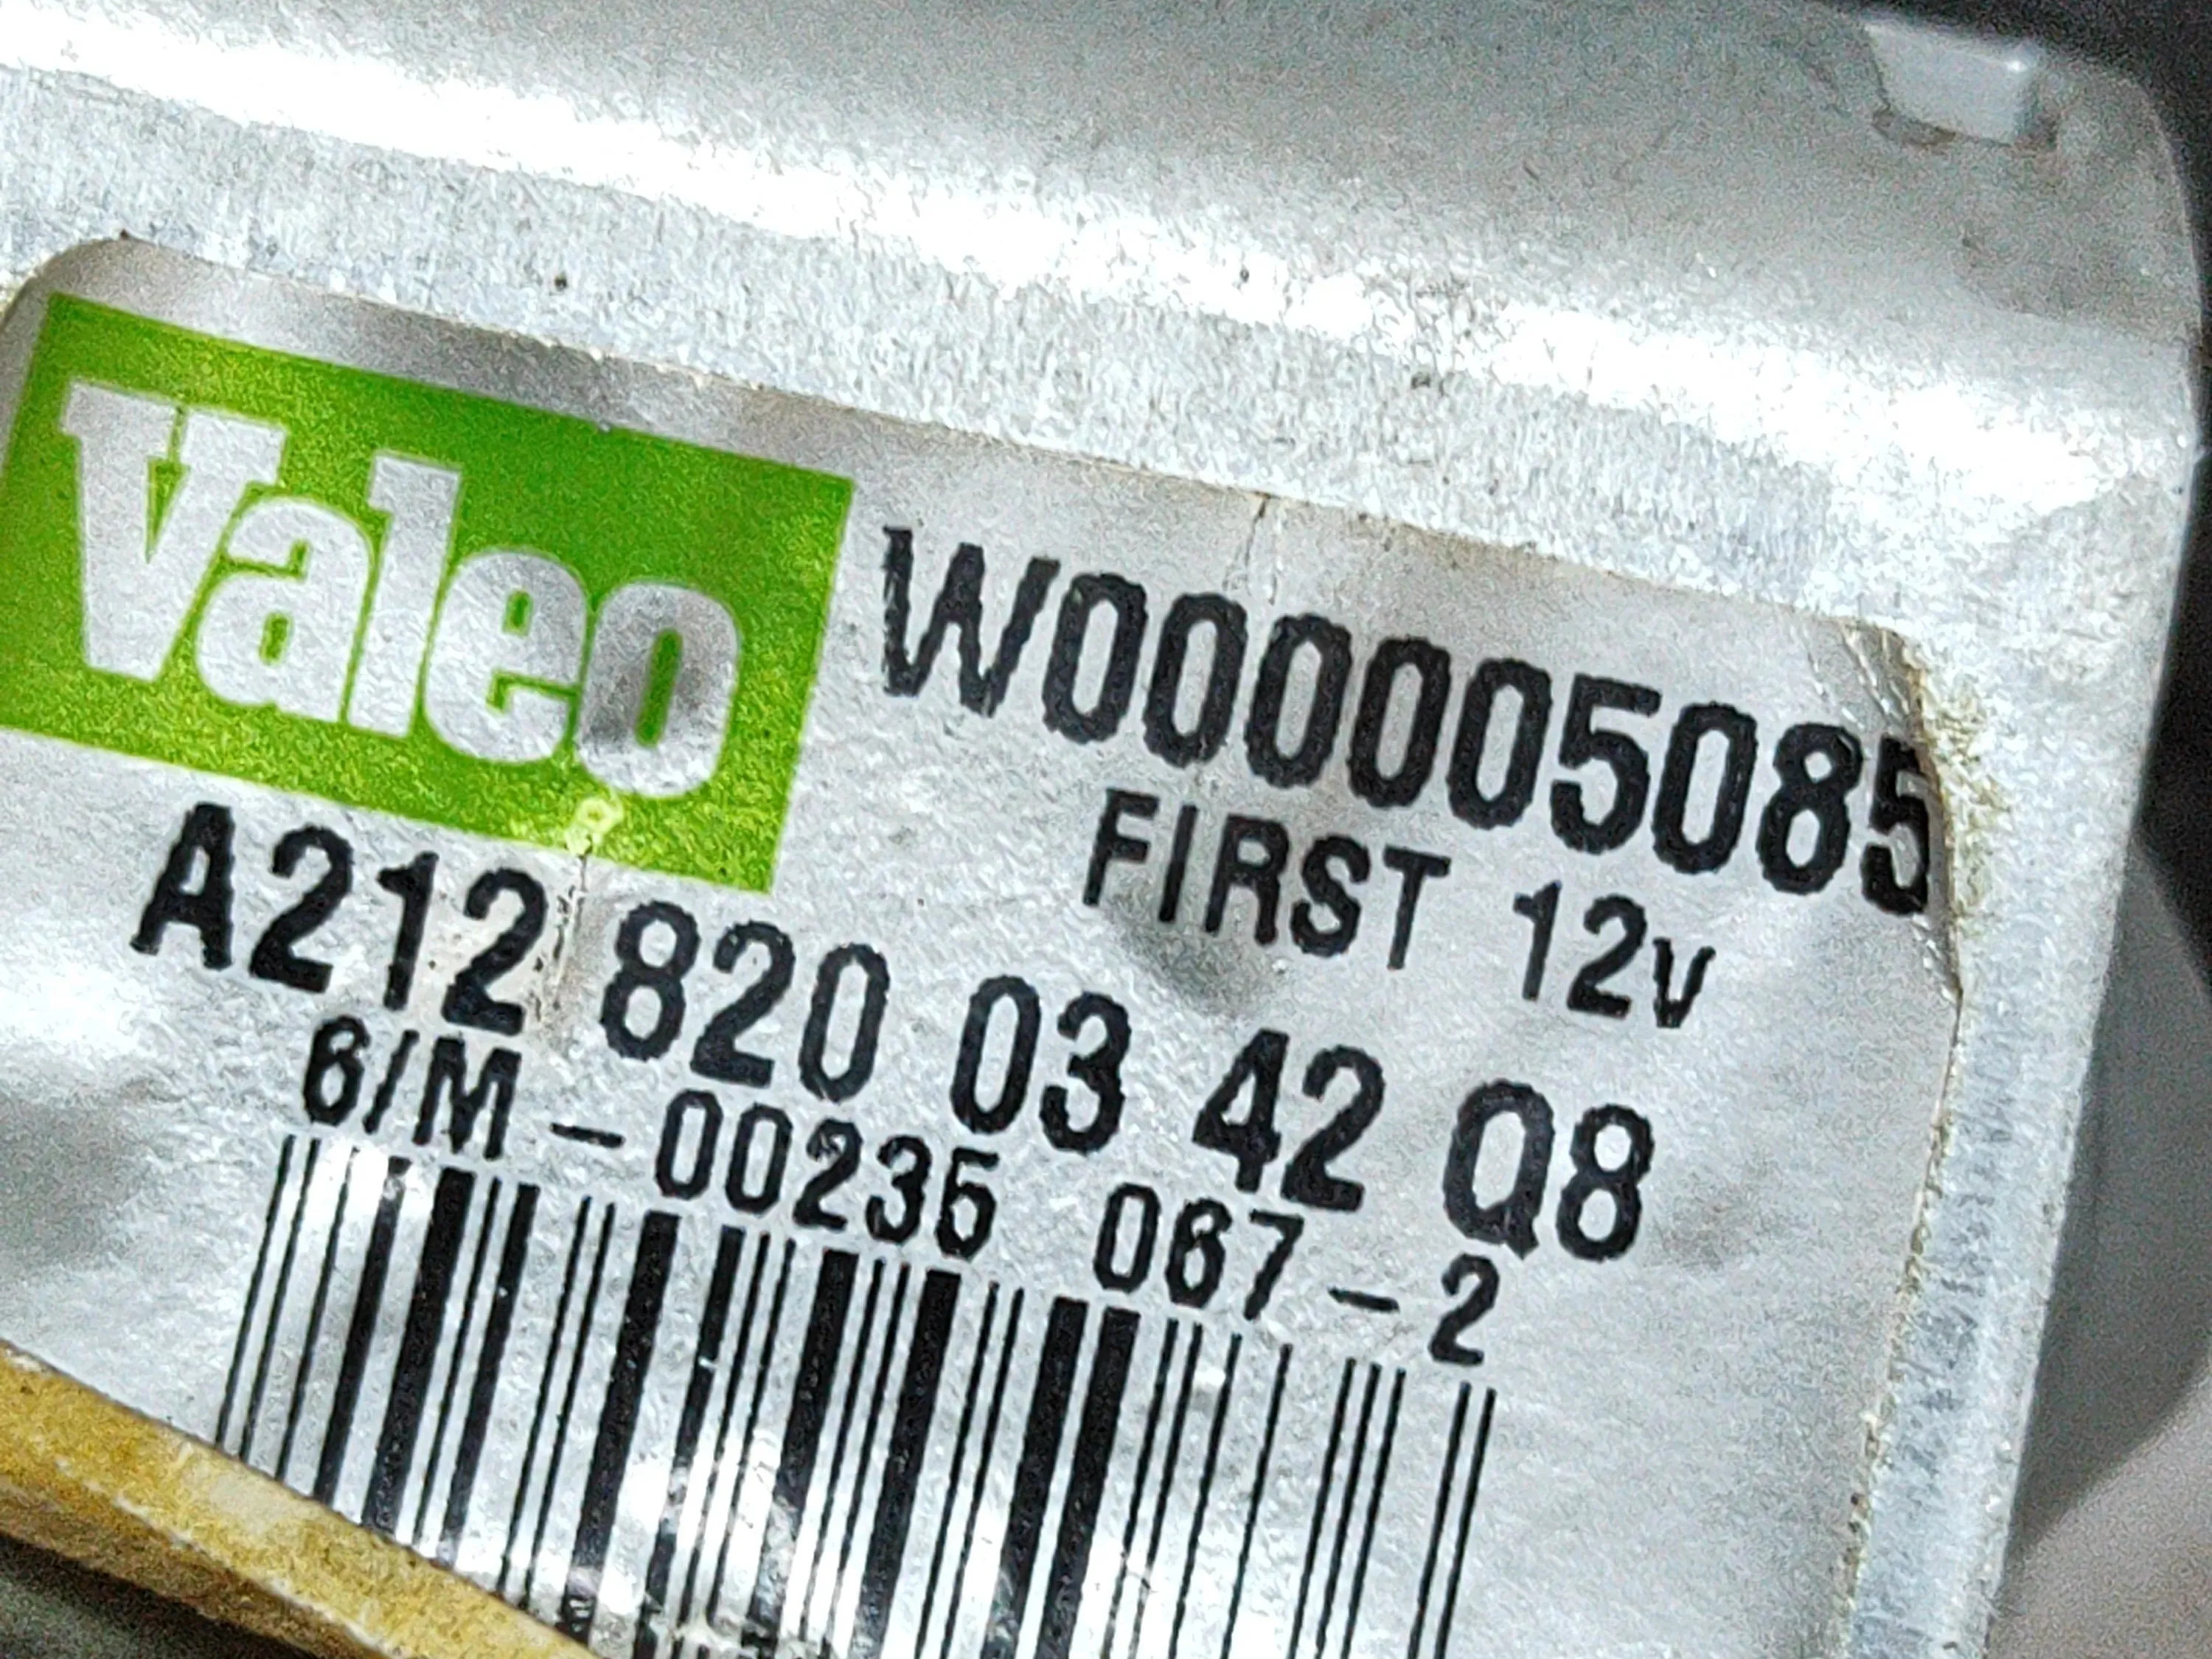 Valeo
W000005085
FIRST 12V
A212 820 03 42 Q8
6/M-00235 067-2